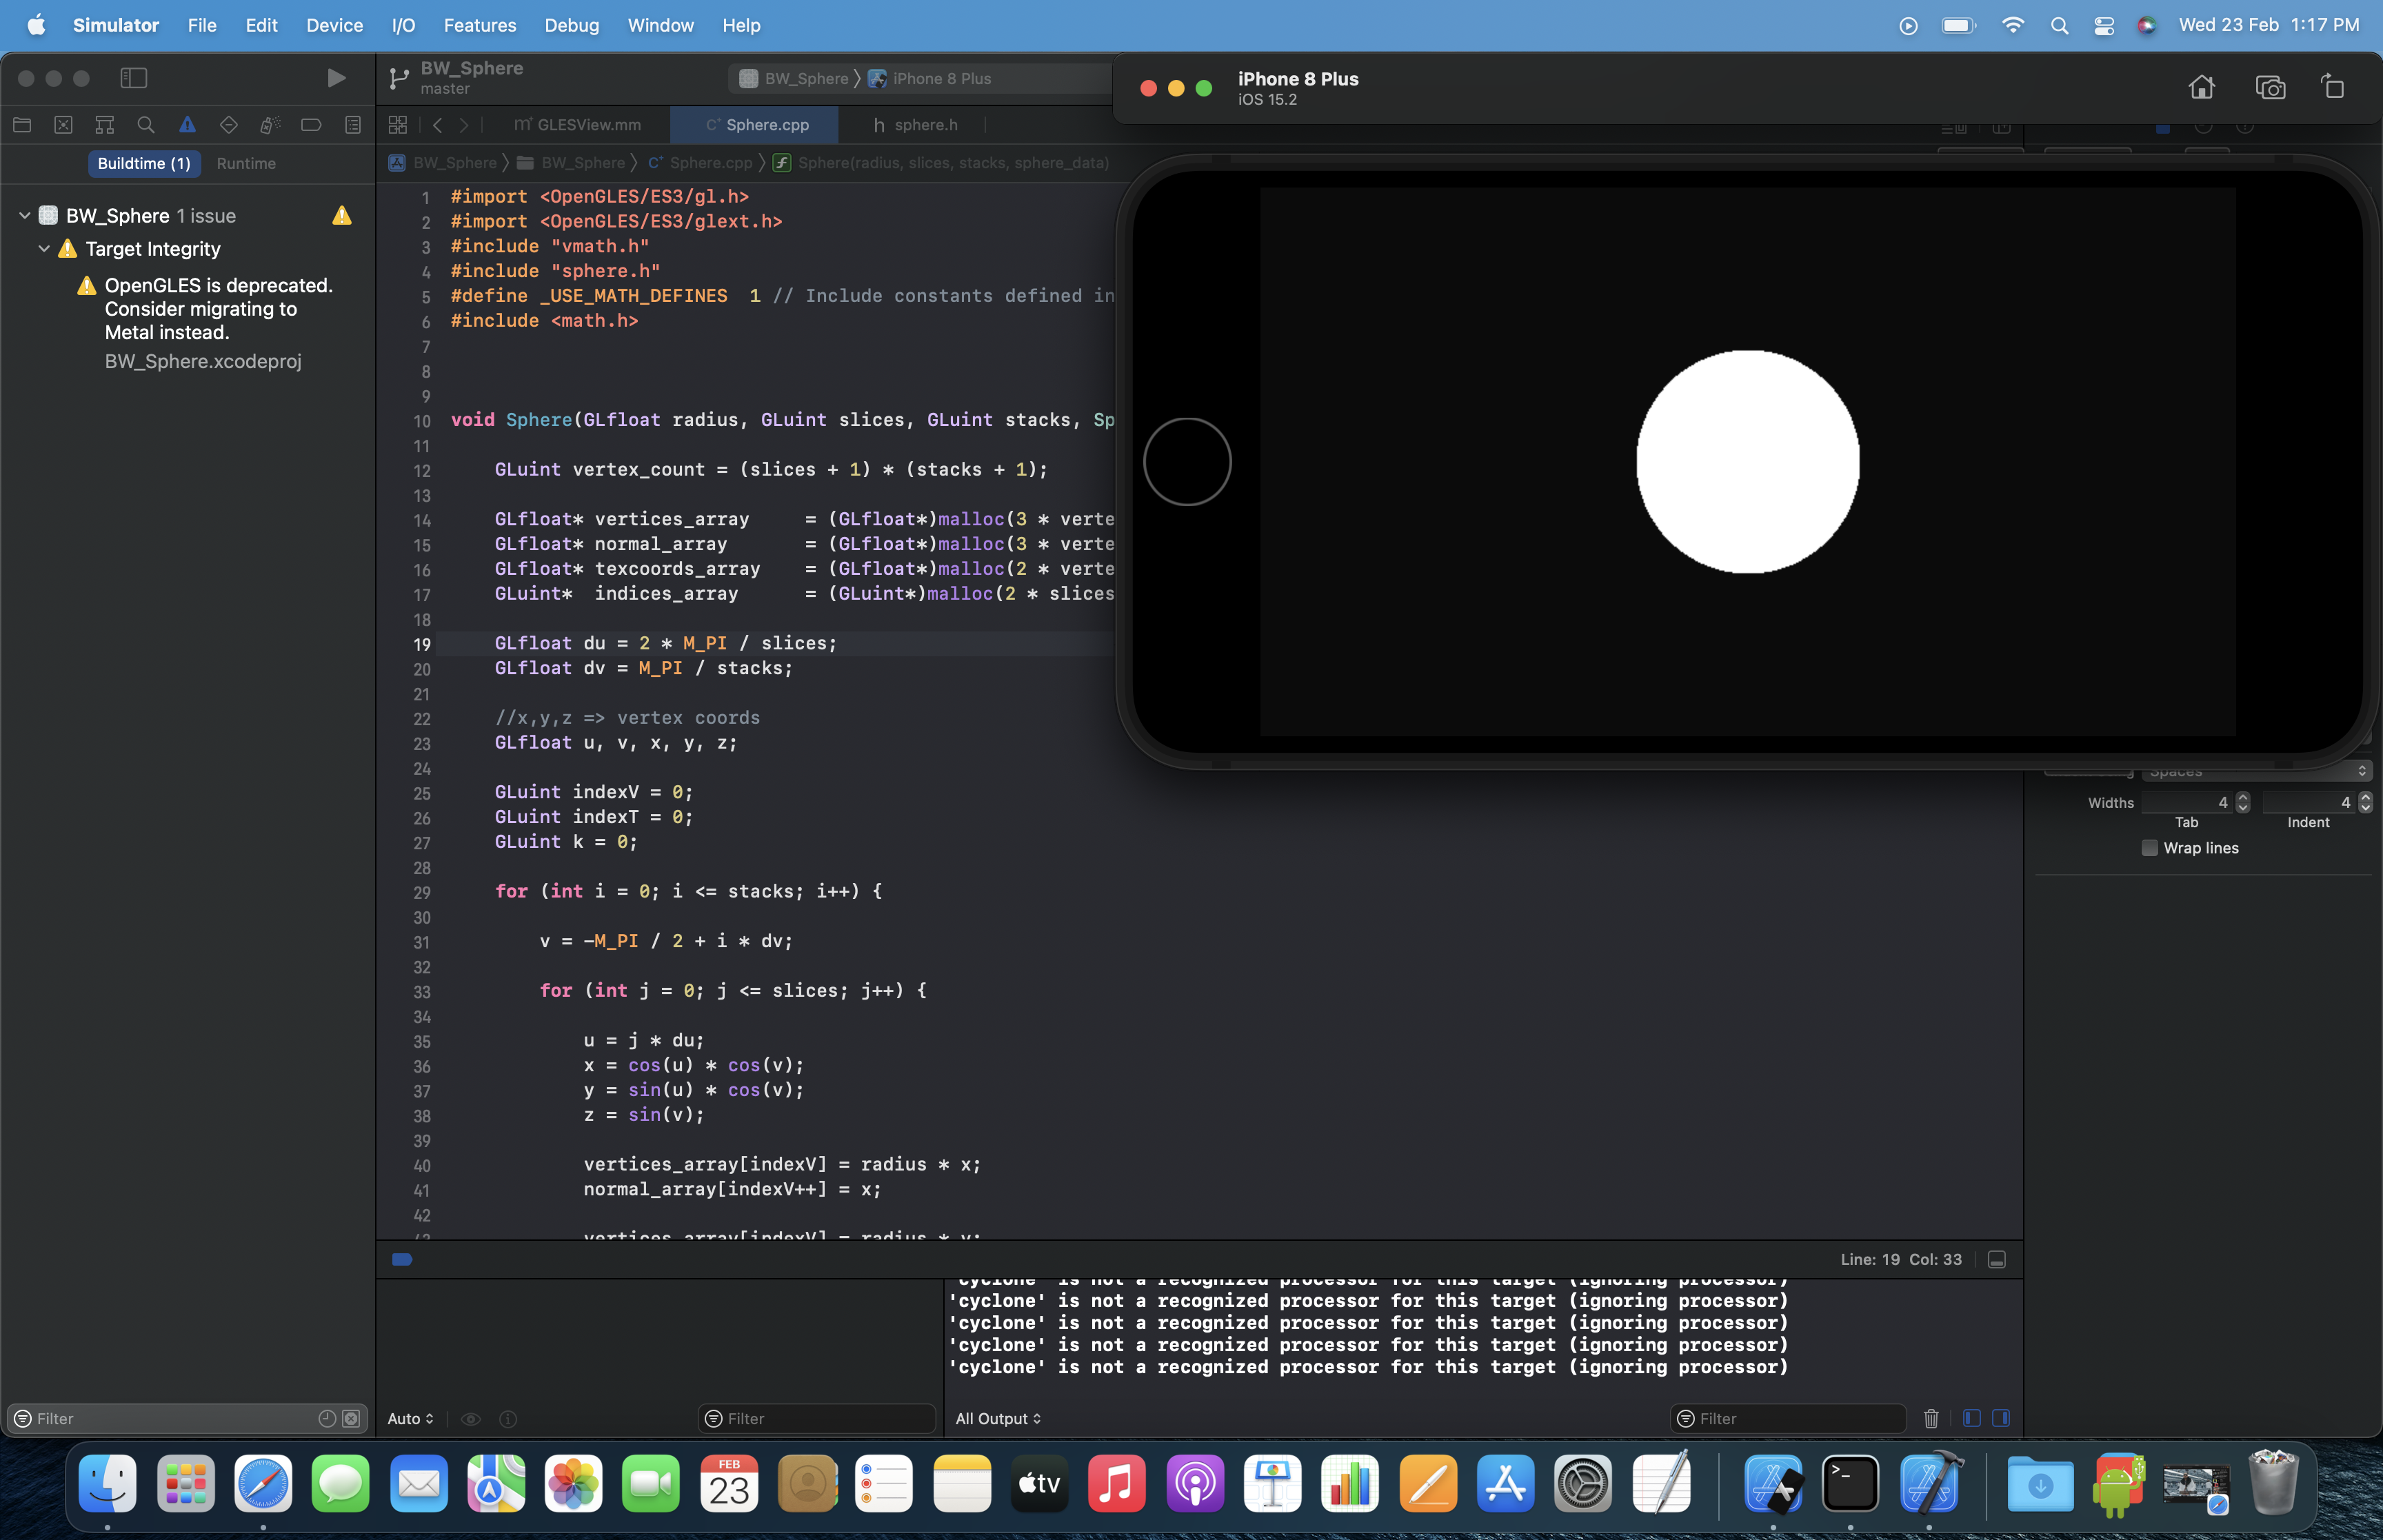 Simulator File Edit Device I/O Features Debug Window Help
Wed 23 Feb 1:17 PM
BW_Sphere
master
BW_Sphere iPhone 8 Plus
iPhone 8 Plus
iOS 15.2
GLESView.mm
Sphere.cpp
sphere.h
Buildtime (1) Runtime
BW_Sphere BW_Sphere Sphere.cpp Sphere(radius, slices, stacks, sphere_data)
BW_Sphere 1 issue
Target Integrity
OpenGLES is deprecated.
Consider migrating to
Metal instead.
BW_Sphere.xcodeproj
1 #import <OpenGLES/ES3/gl.h>
2 #import <OpenGLES/ES3/glext.h>
3 #include "vmath.h"
4 #include "sphere.h"
5 #define _USE_MATH_DEFINES 1 // Include constants defined in
6 #include <math.h>
7
8
9
10 void Sphere(GLfloat radius, GLuint slices, GLuint stacks, Sp
11
12 GLuint vertex_count = (slices + 1) * (stacks + 1);
13
14 GLfloat* vertices_array = (GLfloat*)malloc(3 * verte
15 GLfloat* normal_array = (GLfloat*)malloc(3 * verte
16 GLfloat* texcoords_array = (GLfloat*)malloc(2 * verte
17 GLuint* indices_array = (GLuint*)malloc(2 * slices
18
19 GLfloat du = 2 * M_PI / slices;
20 GLfloat dv = M_PI / stacks;
21
22 //x,y,z => vertex coords
23 GLfloat u, v, x, y, z;
24
25 GLuint indexV = 0;
26 GLuint indexT = 0;
27 GLuint k = 0;
28
29 for (int i = 0; i <= stacks; i++) {
30
31 v = -M_PI / 2 + i * dv;
32
33 for (int j = 0; j <= slices; j++) {
34
35 u = j * du;
36 x = cos(u) * cos(v);
37 y = sin(u) * cos(v);
38 z = sin(v);
39
40 vertices_array[indexV] = radius * x;
41 normal_array[indexV++] = x;
42
43 vertices_array[indexV] = radius * y;
Spaces
Widths 4 4
Tab Indent
Wrap lines
Line: 19 Col: 33
'cyclone' is not a recognized processor for this target (ignoring processor)
'cyclone' is not a recognized processor for this target (ignoring processor)
'cyclone' is not a recognized processor for this target (ignoring processor)
'cyclone' is not a recognized processor for this target (ignoring processor)
'cyclone' is not a recognized processor for this target (ignoring processor)
Filter
Auto
Filter
All Output
Filter
FEB
23
tv